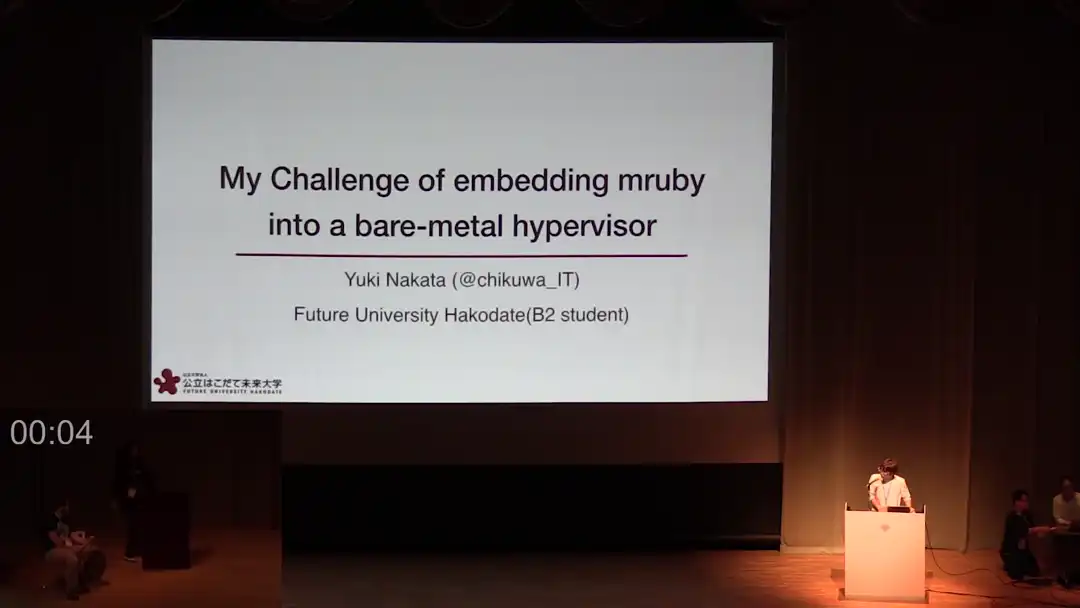 My Challenge of embedding mruby
into a bare-metal hypervisor
Yuki Nakata (@chikuwa_IT)
Future University Hakodate(B2 student)
公立はこだて未来大学
FUTURE UNIVERSITY HAKODATE
00:04